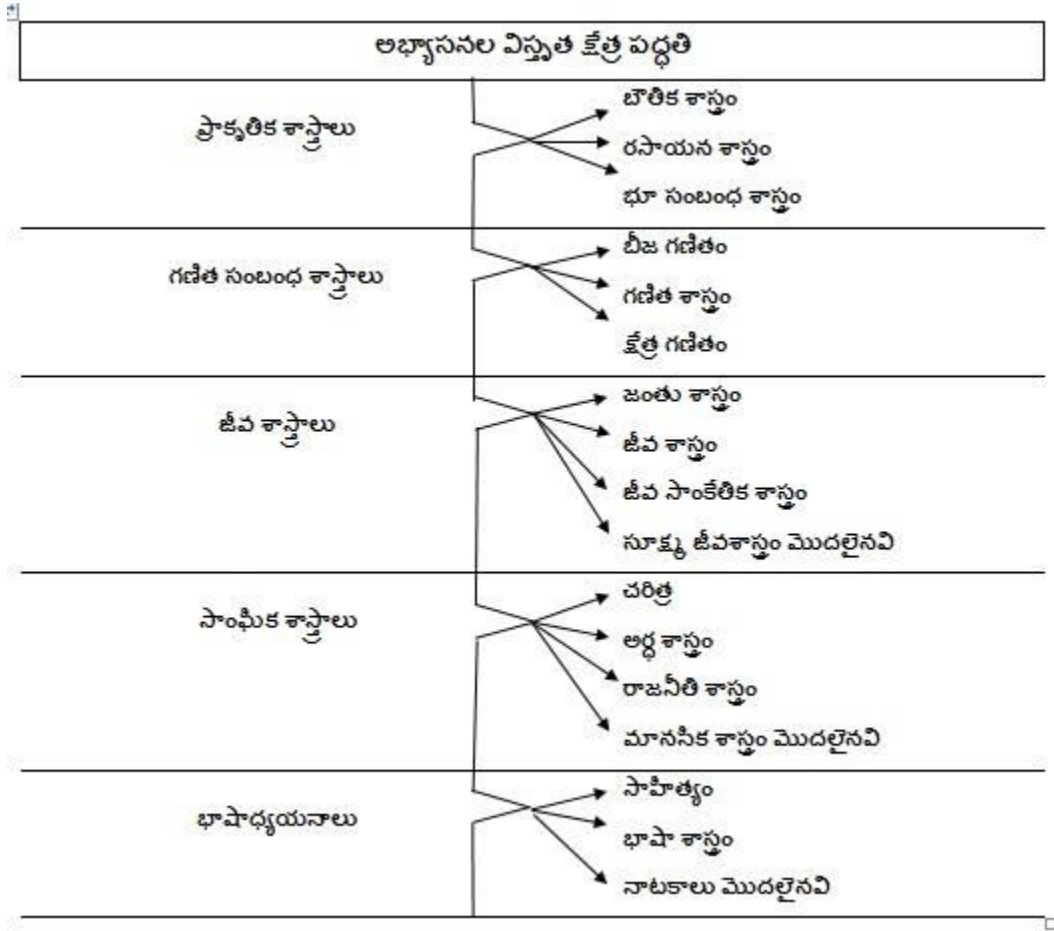 అభ్యాసనల విస్తృత క్షేత్ర పద్ధతి
ప్రాకృతిక శాస్త్రాలు
బౌతిక శాస్త్రం
రసాయన శాస్త్రం
భూ సంబంధ శాస్త్రం
గణిత సంబంధ శాస్త్రాలు
బీజ గణితం
గణిత శాస్త్రం
క్షేత్ర గణితం
జీవ శాస్త్రాలు
జంతు శాస్త్రం
జీవ శాస్త్రం
జీవ సాంకేతిక శాస్త్రం
సూక్ష్మ జీవశాస్త్రం మొదలైనవి
సాంఘీక శాస్త్రాలు
చరిత్ర
అర్ధ శాస్త్రం
రాజనీతి శాస్త్రం
మానసిక శాస్త్రం మొదలైనవి
భాషాధ్యయనాలు
సాహిత్యం
భాషా శాస్త్రం
నాటకాలు మొదలైనవి